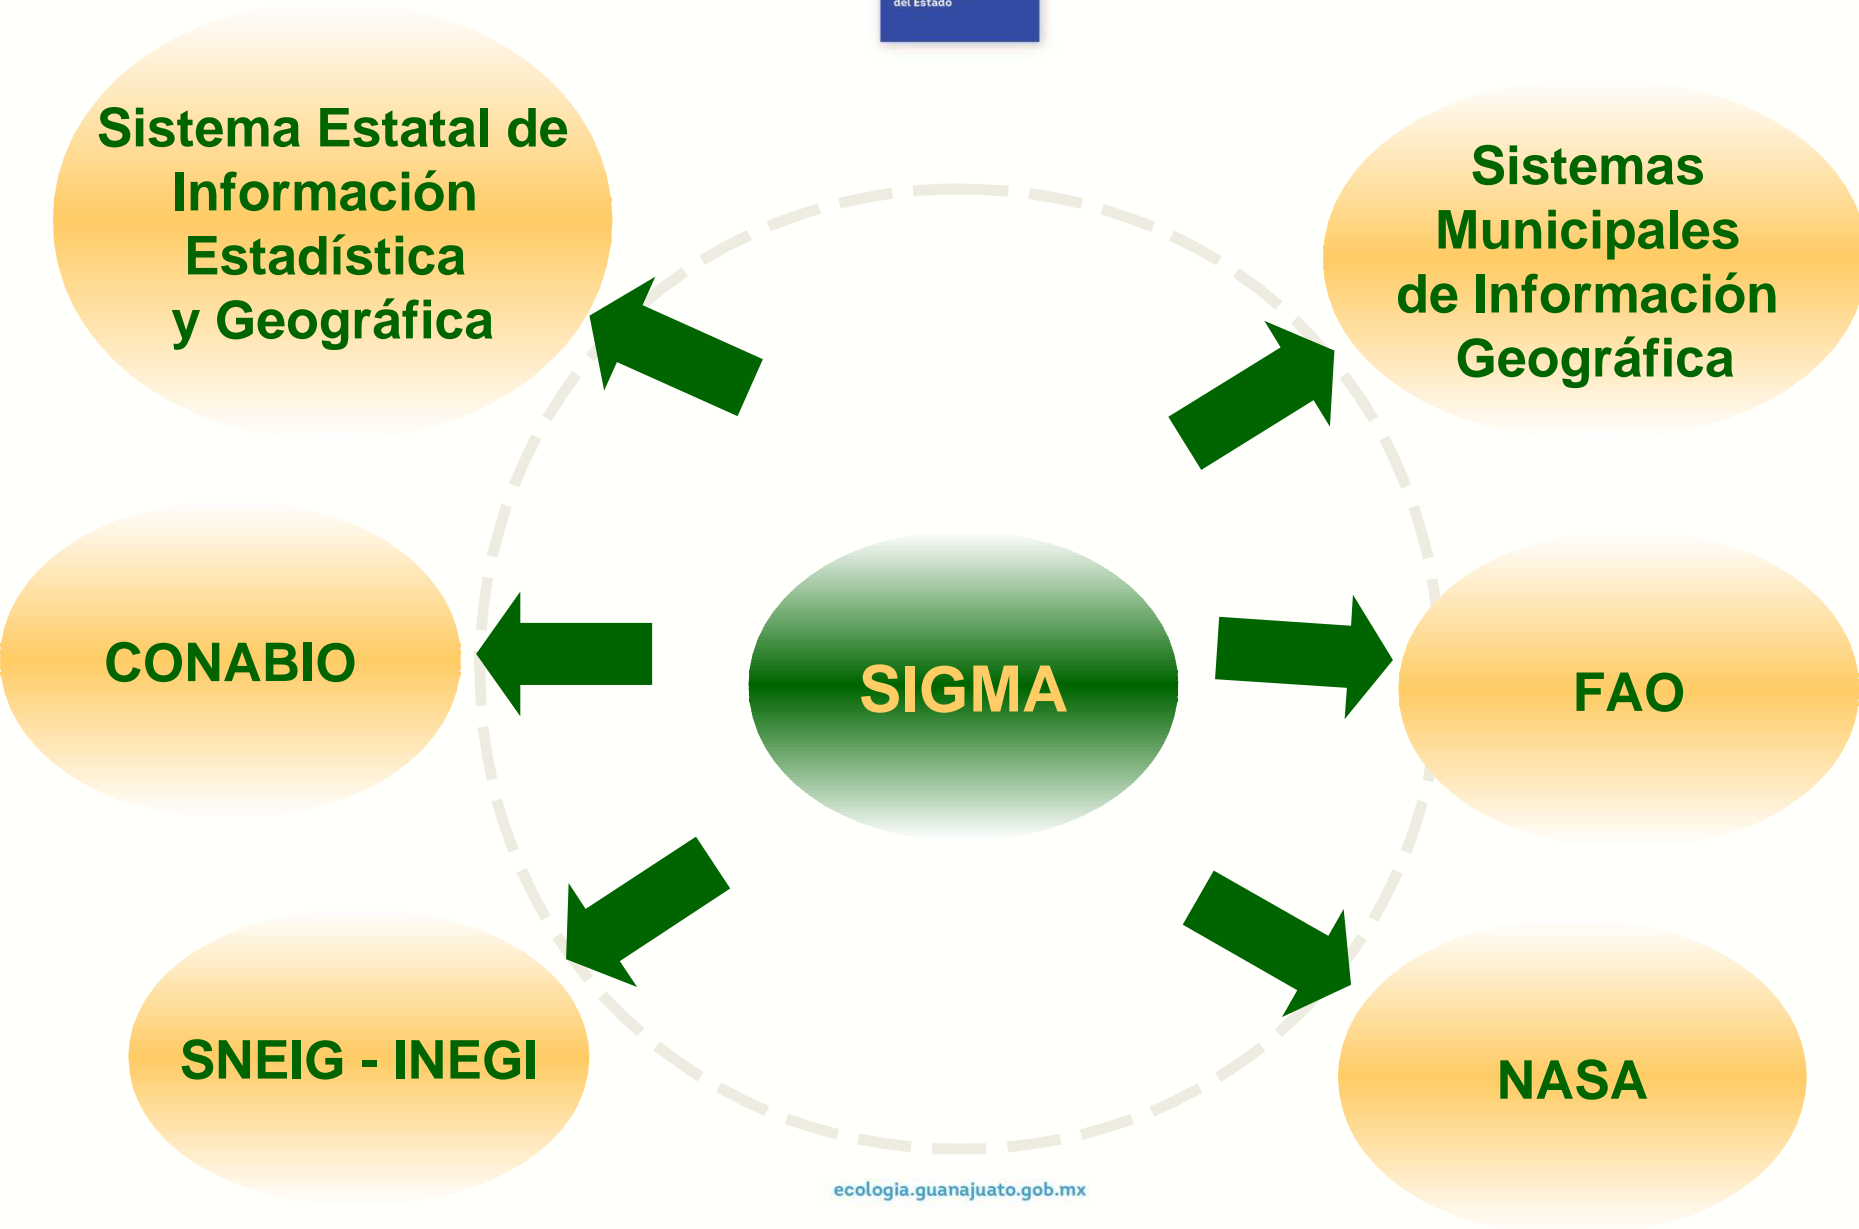 del Estado
Sistema Estatal de
Información
Estadística
y Geográfica
Sistemas
Municipales
de Información
Geográfica
CONABIO
SIGMA
FAO
SNEIG - INEGI
NASA
ecologia.guanajuato.gob.mx